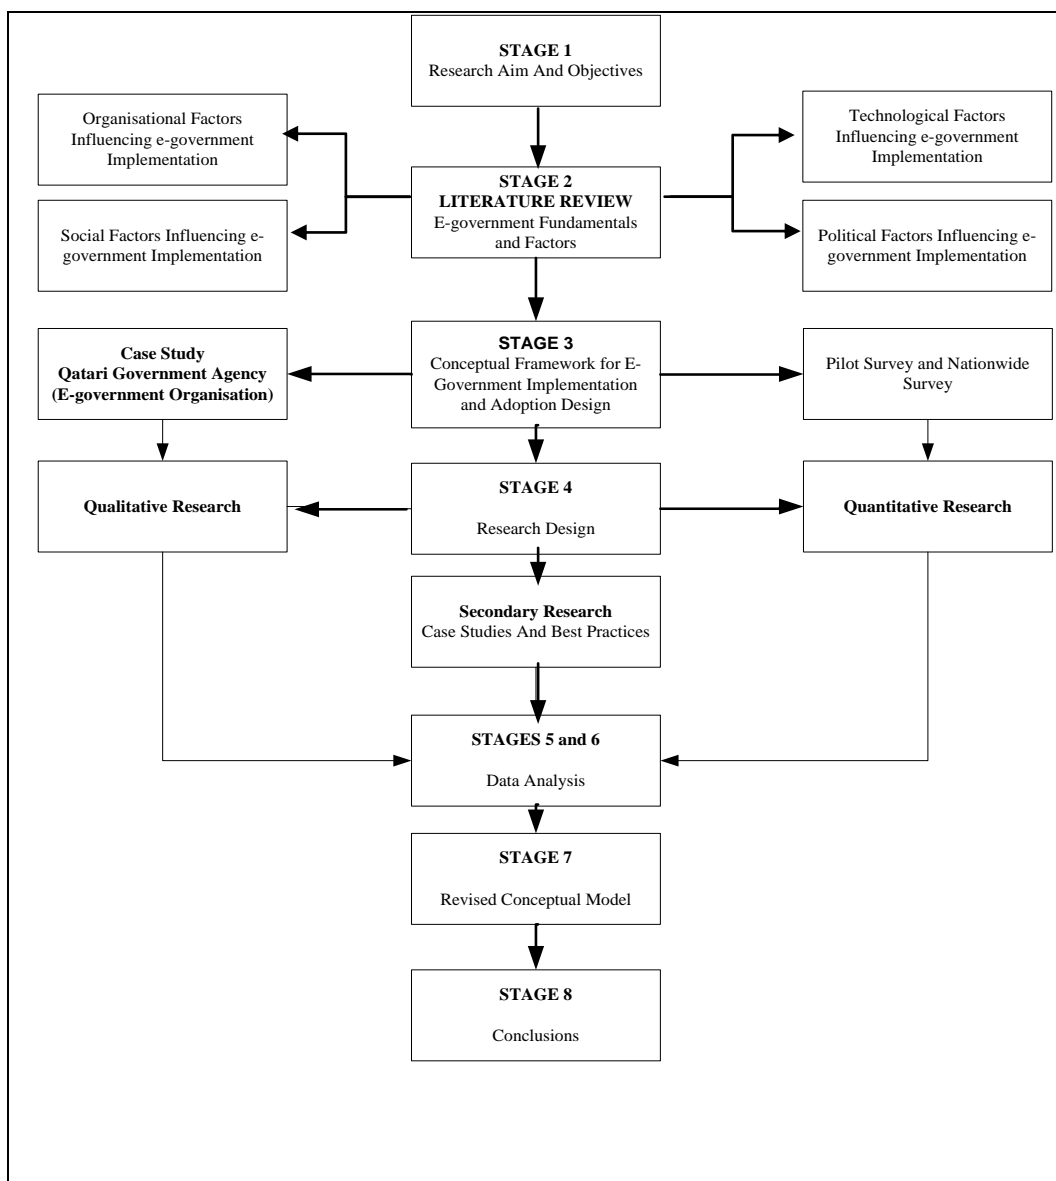 STAGE 1
Research Aim And Objectives
Organisational Factors
Influencing e-government
Implementation
Technological Factors
Influencing e-government
Implementation
STAGE 2
LITERATURE REVIEW
E-government Fundamentals
and Factors
Social Factors Influencing e-
government Implementation
Political Factors Influencing e-
government Implementation
STAGE 3
Conceptual Framework for E-
Government Implementation
and Adoption Design
Case Study
Qatari Government Agency
(E-government Organisation)
Pilot Survey and Nationwide
Survey
STAGE 4
Research Design
Qualitative Research
Quantitative Research
Secondary Research
Case Studies And Best Practices
STAGES 5 and 6
Data Analysis
STAGE 7
Revised Conceptual Model
STAGE 8
Conclusions